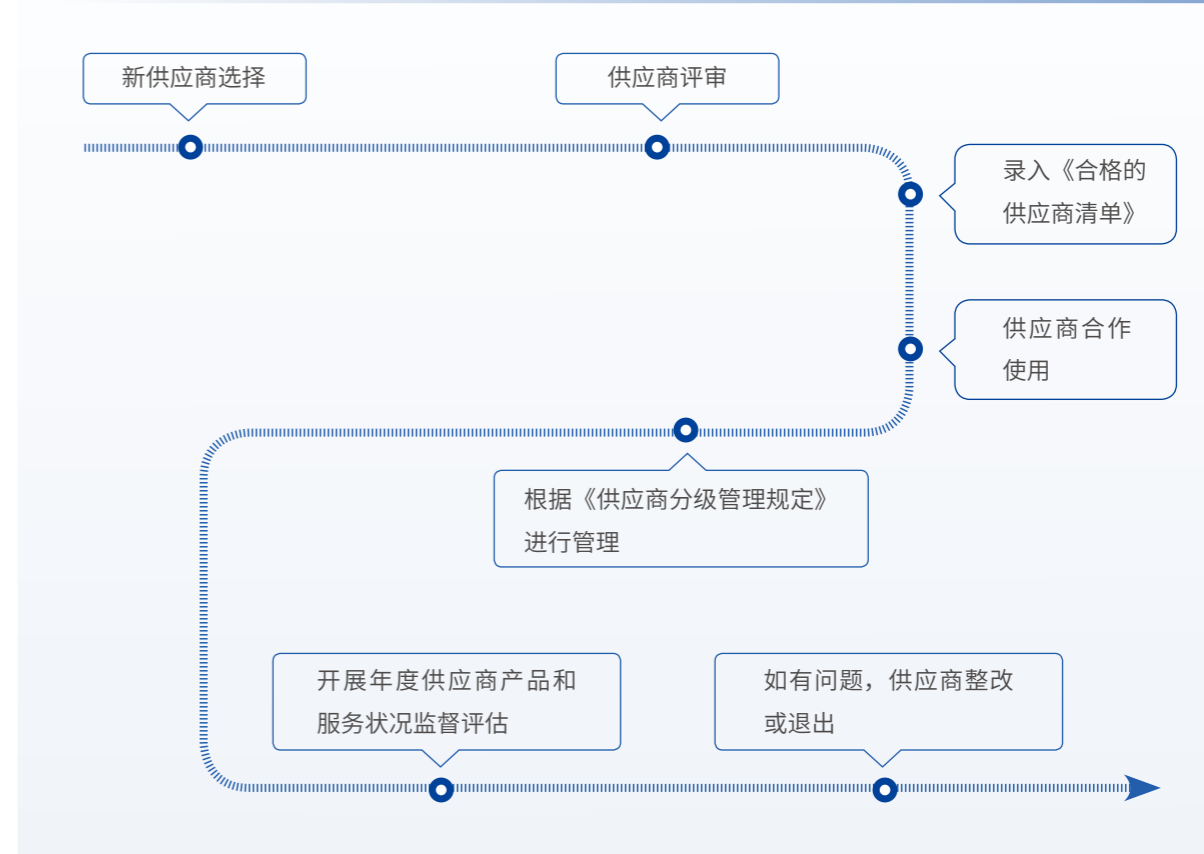 新供应商选择
供应商评审
录入《合格的
供应商清单》
供应商合作
使用
根据《供应商分级管理规定》
进行管理
开展年度供应商产品和
服务状况监督评估
如有问题，供应商整改
或退出